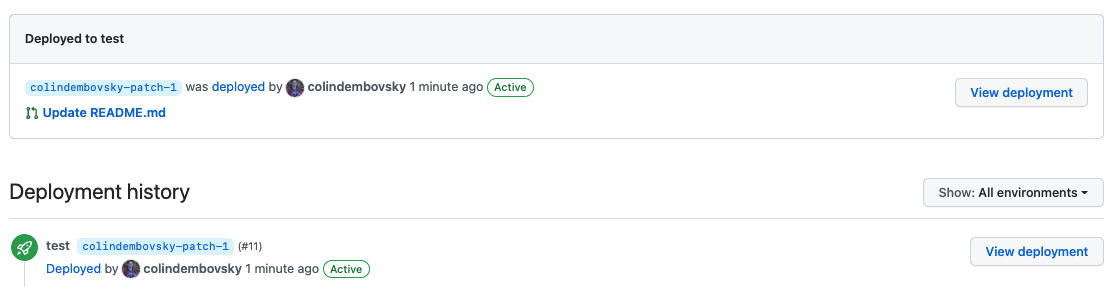 Deployed to test
colindembovsky-patch-1 was deployed by colindembovsky 1 minute ago Active
View deployment
Update README.md
Deployment history
Show: All environments
test colindembovsky-patch-1 (#11)
View deployment
Deployed by colindembovsky 1 minute ago Active